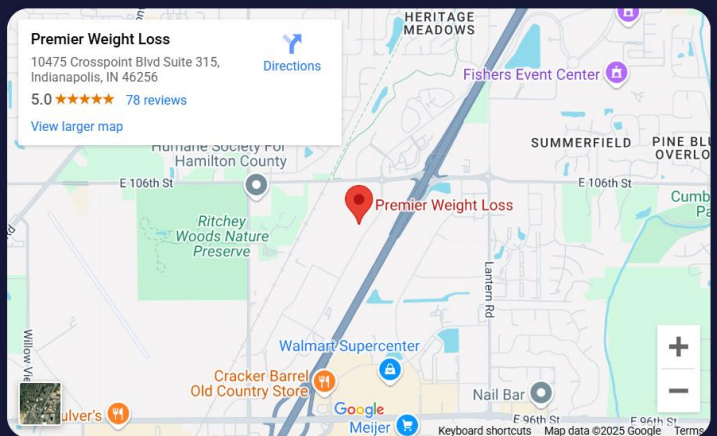 Premier Weight Loss
10475 Crosspoint Blvd Suite 315,
Indianapolis, IN 46256
5.0
78 reviews
View larger map
Directions
HERITAGE
MEADOWS
Fishers Event Center
Humane Society For
Hamilton County
SUMMERFIELD
PINE BLU
OVERLO
E 106th St
E 106th St
Premier Weight Loss
Cumb
Pa
Ritchey
Woods Nature
Preserve
Lantern Rd
Willow Vie
Walmart Supercenter
Cracker Barrel
Old Country Store
Nail Bar
ulver's
Google
Meijer
E 96th St
E 96th St
Keyboard shortcuts
Map data ©2025 Google
Terms